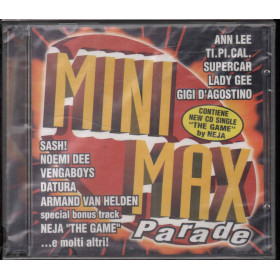 ANN LEE
TI.PI.CAL.
SUPERCAR
LADY GEE
GIGI D'AGOSTINO
MINI
CONTIENE
NEW CD SINGLE
"THE GAME"
by NEJA
SASH!
NOEMI DEE
VENGABOYS
DATURA
ARMAND VAN HELDEN
special bonus track
NEJA "THE GAME"
...e molti altri!
MAX
Parade